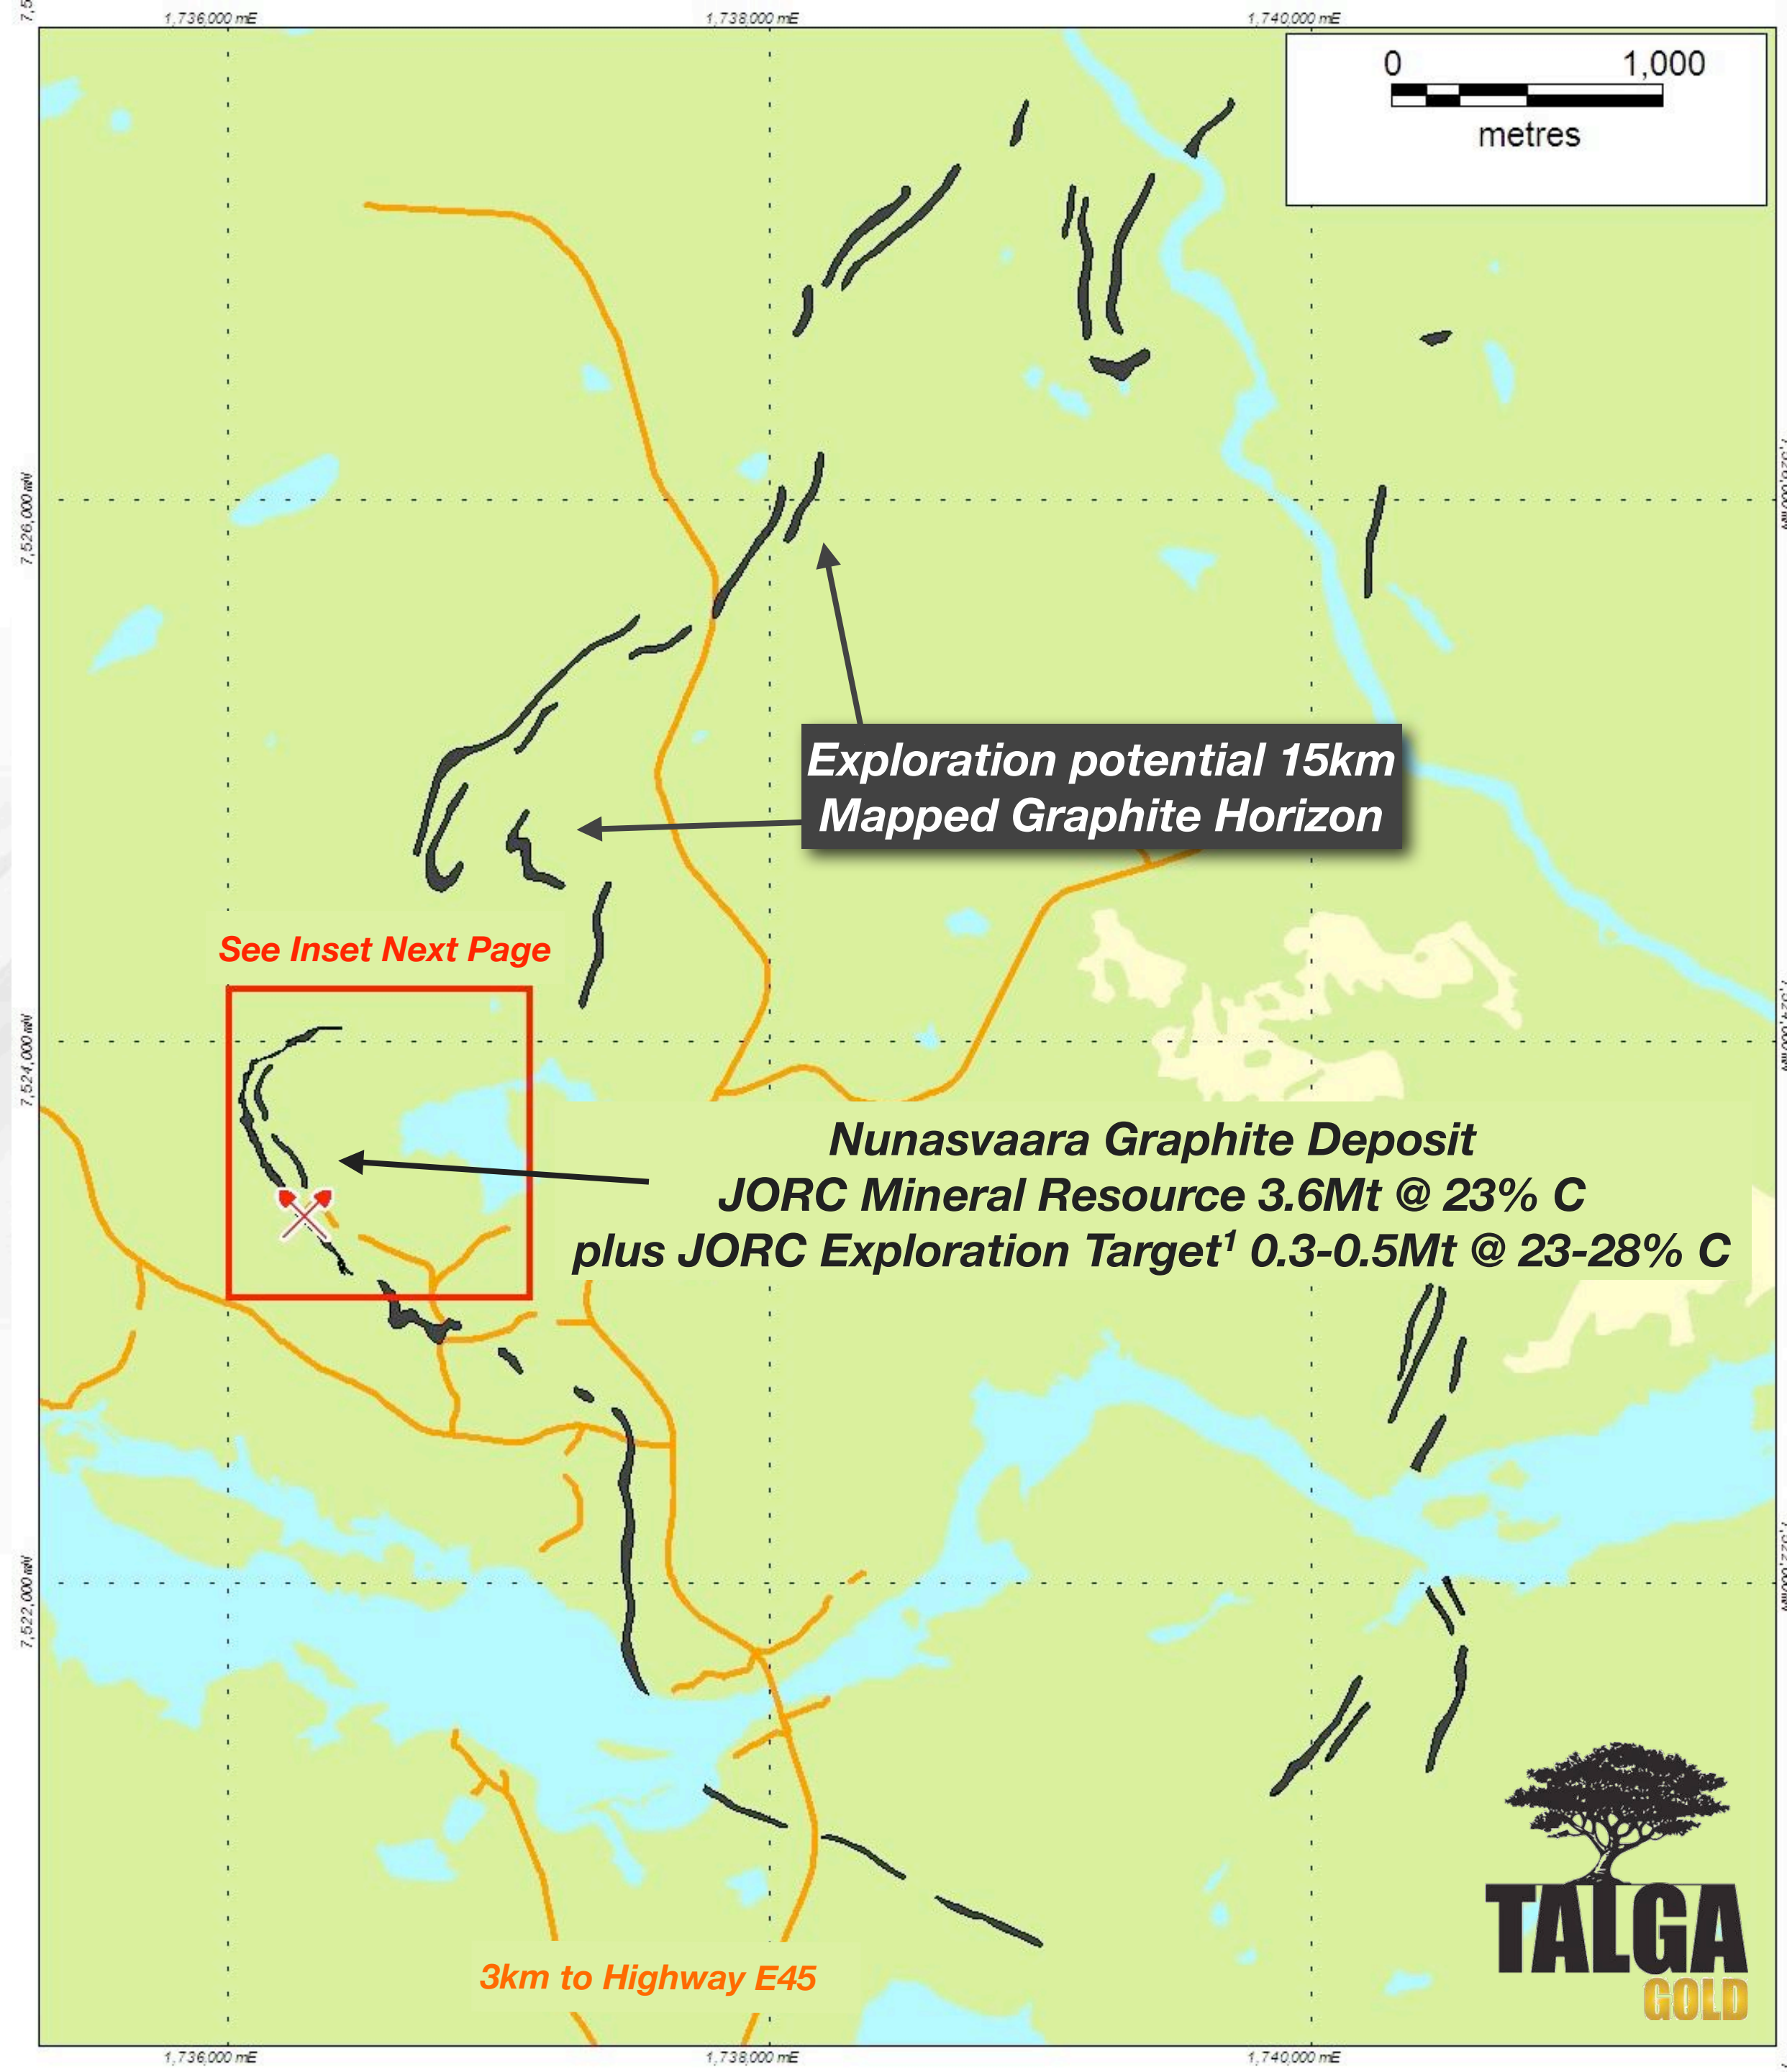 1,736,000 mE
1,738,000 mE
1,740,000 mE
0 1,000
metres
7,526,000 mN
Exploration potential 15km
Mapped Graphite Horizon
See Inset Next Page
7,524,000 mN
Nunasvaara Graphite Deposit
JORC Mineral Resource 3.6Mt @ 23% C
plus JORC Exploration Target¹ 0.3-0.5Mt @ 23-28% C
7,522,000 mN
TALGA
GOLD
3km to Highway E45
1,736,000 mE
1,738,000 mE
1,740,000 mE